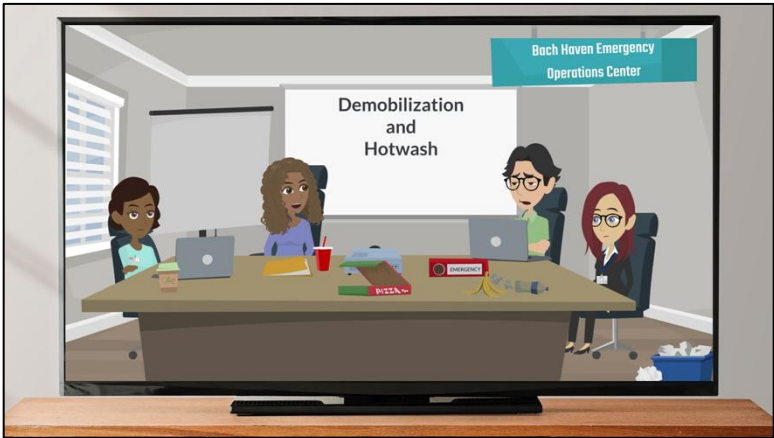 Bach Haven Emergency
Operations Center
Demobilization
and
Hotwash
EMERGENCY
PIZZA